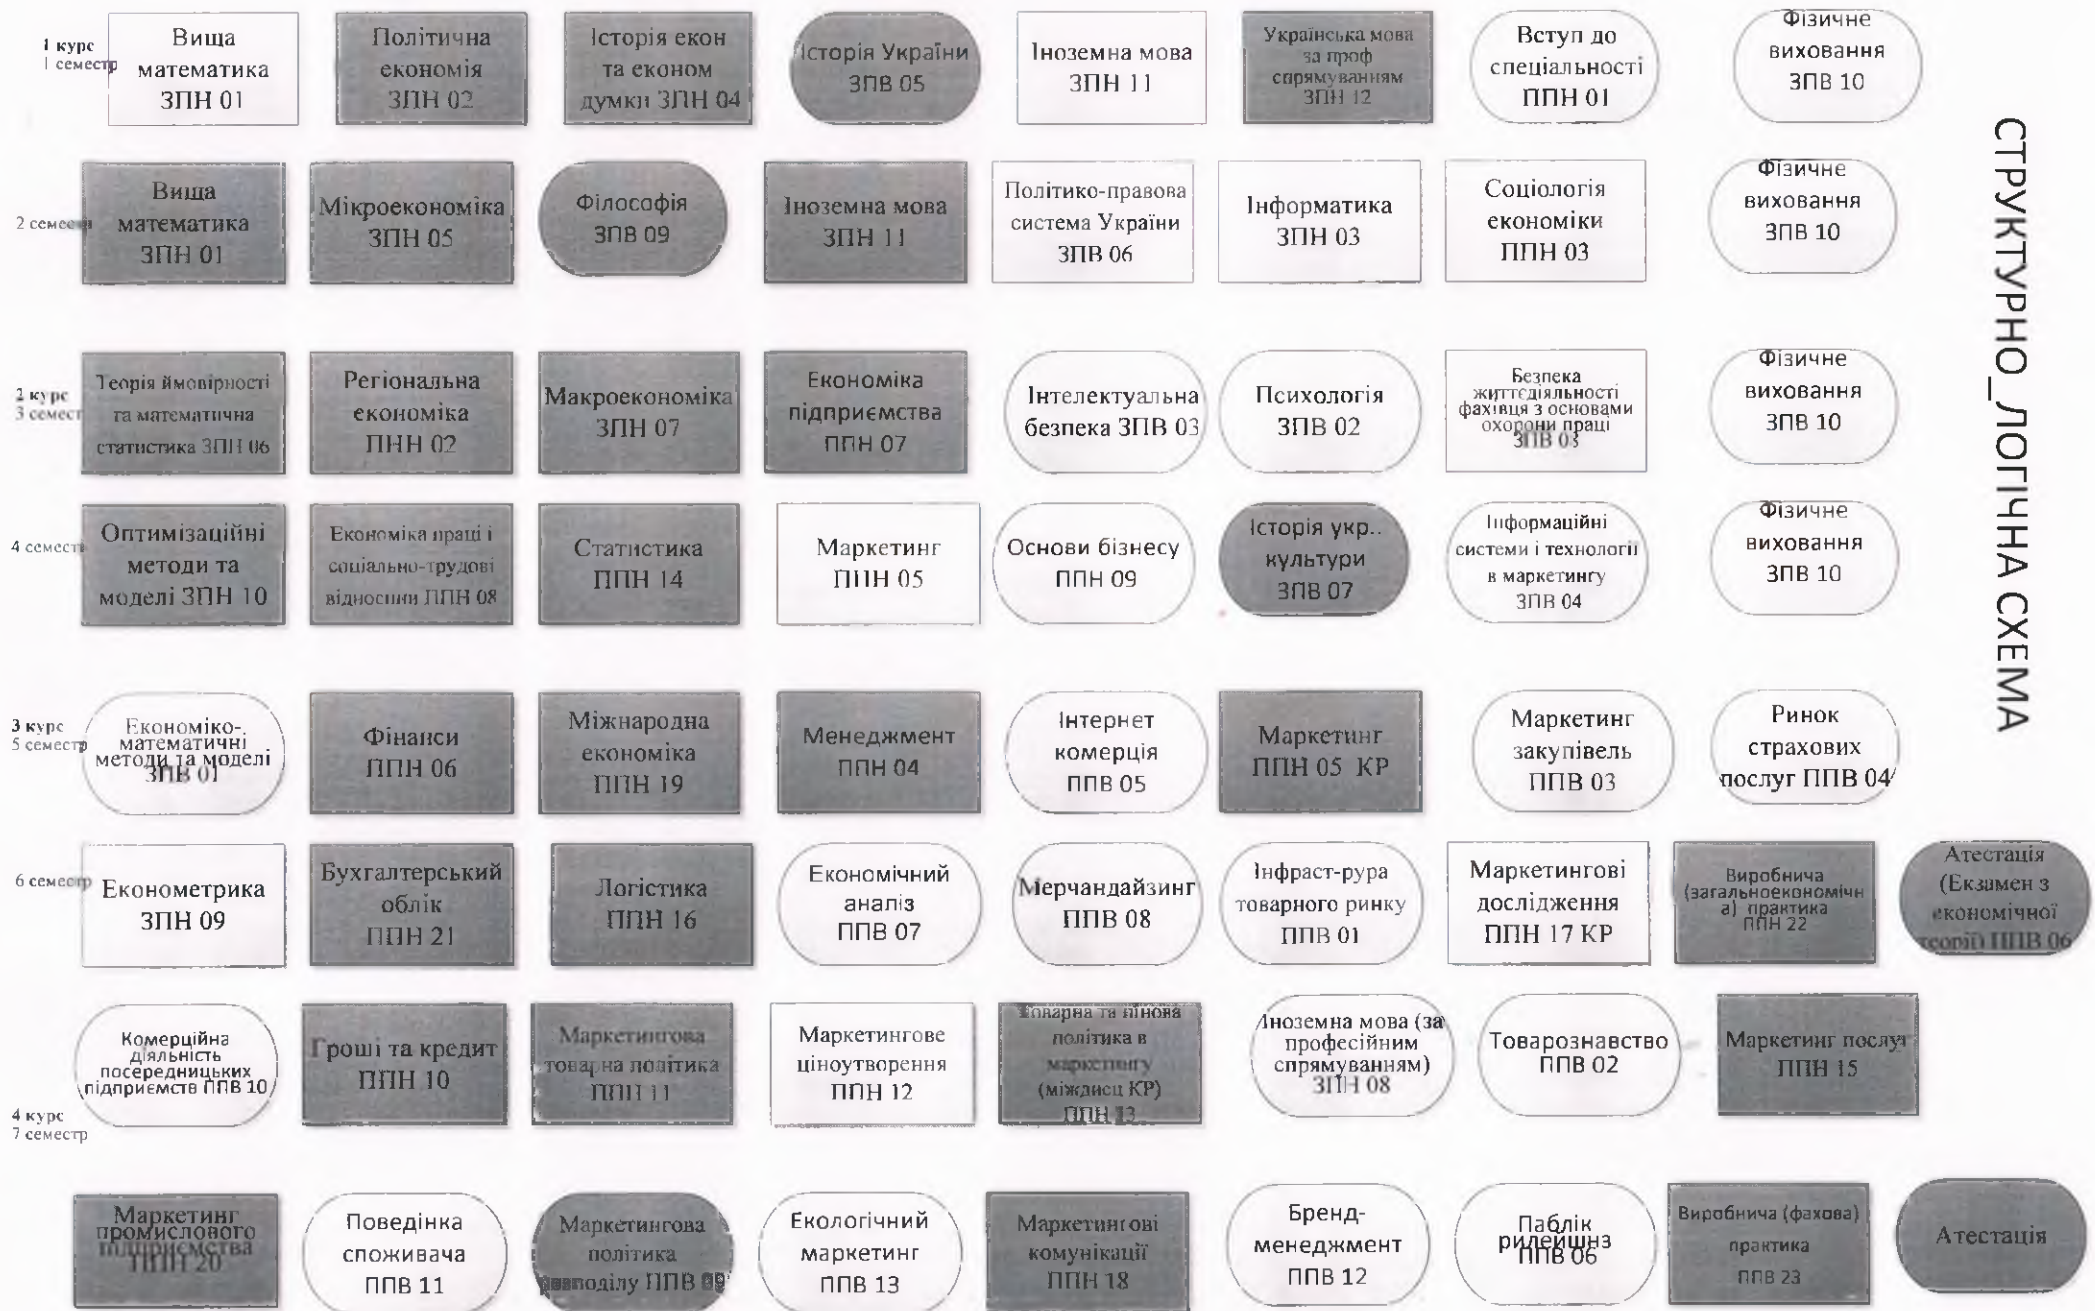 1 курс
1 семестр
Вища
математика
ЗПН 01
Політична
економія
ЗПН 02
Історія екон
та економ
думки ЗПН 04
Історія України
ЗПВ 05
Іноземна мова
ЗПН 11
Українська мова
за проф
спрямуванням
ЗПН 12
Вступ до
спеціальності
ППН 01
Фізичне
виховання
ЗПВ 10
2 семестр
Вища
математика
ЗПН 01
Мікроекономіка
ЗПН 05
Філософія
ЗПВ 09
Іноземна мова
ЗПН 11
Політико-правова
система України
ЗПВ 06
Інформатика
ЗПН 03
Соціологія
економіки
ППН 03
Фізичне
виховання
ЗПВ 10
2 курс
3 семестр
Теорія ймовірності
та математична
статистика ЗПН 06
Регіональна
економіка
ПНН 02
Макроекономіка
ЗПН 07
Економіка
підприємства
ППН 07
Інтелектуальна
безпека ЗПВ 03
Психологія
ЗПВ 02
Безпека
життєдіяльності
фахівця з основами
охорони праці
ЗПВ 03
Фізичне
виховання
ЗПВ 10
4 семестр
Оптимізаційні
методи та
моделі ЗПН 10
Економіка праці і
соціально-трудові
відносини ППН 08
Статистика
ППН 14
Маркетинг
ППН 05
Основи бізнесу
ППН 09
Історія укр..
культури
ЗПВ 07
Інформаційні
системи і технології
в маркетингу
ЗПВ 04
Фізичне
виховання
ЗПВ 10
3 курс
5 семестр
Економіко-
математичні
методи та моделі
ЗПВ 01
Фінанси
ППН 06
Міжнародна
економіка
ППН 19
Менеджмент
ППН 04
Інтернет
комерція
ППВ 05
Маркетинг
ППН 05 КР
Маркетинг
закупівель
ППВ 03
Ринок
страхових
послуг ППВ 04
6 семестр
Економетрика
ЗПН 09
Бухгалтерський
облік
ППН 21
Логістика
ППН 16
Економічний
аналіз
ППВ 07
Мерчандайзинг
ППВ 08
Інфраст-рура
товарного ринку
ППВ 01
Маркетингові
дослідження
ППН 17 КР
Виробнича
(загальноекономічн
а) практика
ППН 22
Атестація
(Екзамен з
економічної
теорії) ППВ 06
4 курс
7 семестр
Комерційна
діяльність
посередницьких
підприємств ППВ 10
Гроші та кредит
ППН 10
Маркетингова
товарна політика
ППН 11
Маркетингове
ціноутворення
ППН 12
Товарна та цінова
політика в
маркетингу
(міждисц КР)
ППН 13
Іноземна мова (за
професійним
спрямуванням)
ЗПН 08
Товарознавство
ППВ 02
Маркетинг послуг
ППН 15
Маркетинг
промислового
підприємства
ППН 20
Поведінка
споживача
ППВ 11
Маркетингова
політика
розподілу ППВ 09
Екологічний
маркетинг
ППВ 13
Маркетингові
комунікації
ППН 18
Бренд-
менеджмент
ППВ 12
Паблік
рилейшнз
ППВ 06
Виробнича (фахова)
практика
ППВ 23
Атестація
СТРУКТУРНО_ЛОГІЧНА СХЕМА